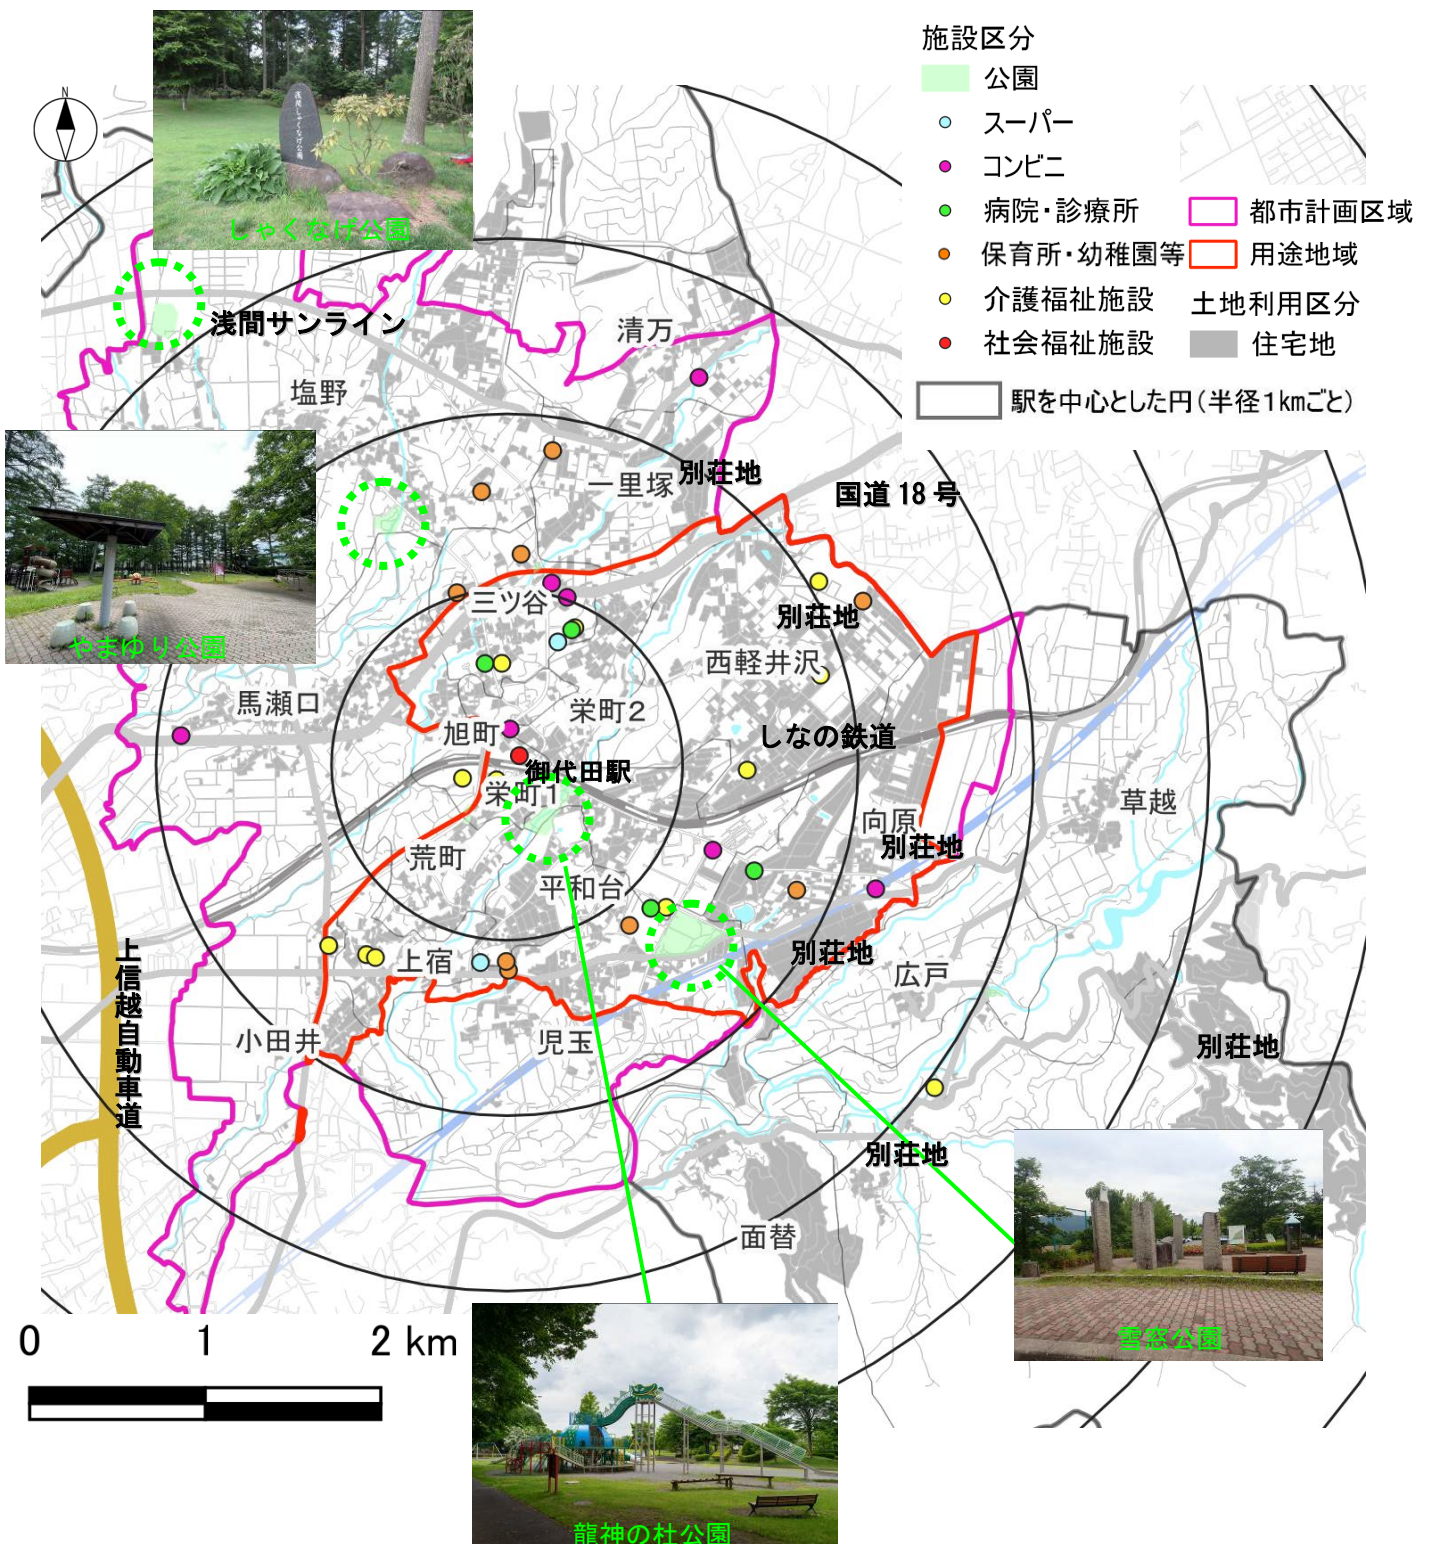 施設区分
公園
スーパー
コンビニ
病院・診療所
保育所・幼稚園等
介護福祉施設
社会福祉施設
都市計画区域
用途地域
土地利用区分
住宅地
駅を中心とした円(半径1kmごと)
N
浅間しゃくなげ公園
しゃくなげ公園
浅間サンライン
清万
塩野
一里塚
別荘地
国道18号
やまゆり公園
三ツ谷
別荘地
西軽井沢
馬瀬口
栄町2
旭町
しなの鉄道
御代田駅
栄町1
草越
向原
別荘地
荒町
平和台
上信越自動車道
上宿
別荘地
広戸
小田井
児玉
別荘地
別荘地
面替
雪窓公園
龍神の杜公園
0 1 2 km